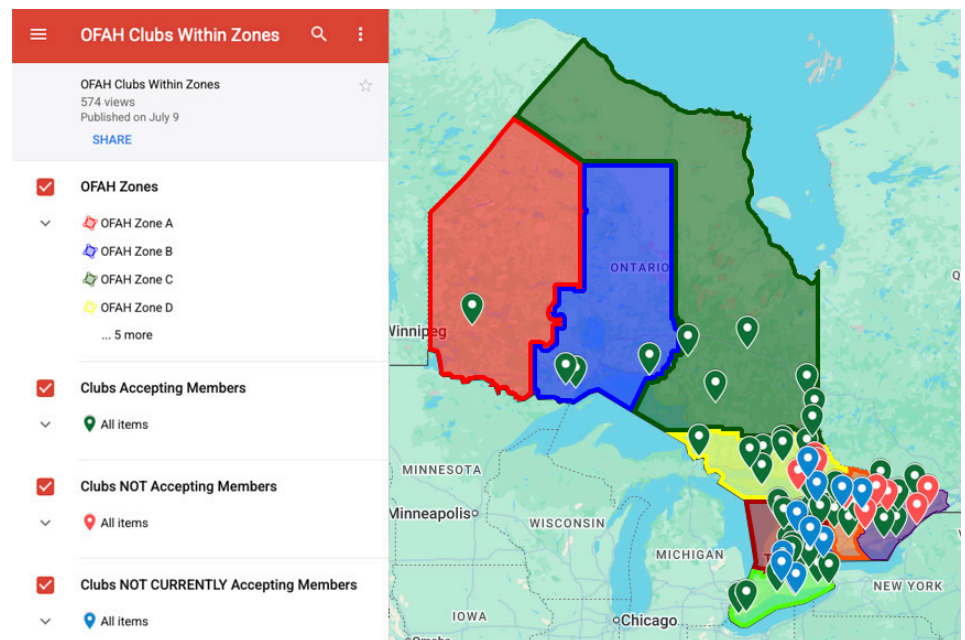 OFAH Clubs Within Zones
OFAH Clubs Within Zones
574 views
Published on July 9
SHARE
OFAH Zones
OFAH Zone A
OFAH Zone B
OFAH Zone C
OFAH Zone D
... 5 more
Clubs Accepting Members
All items
Clubs NOT Accepting Members
All items
Clubs NOT CURRENTLY Accepting Members
All items
ONTARIO
Winnipeg
MINNESOTA
Minneapolis
WISCONSIN
MICHIGAN
NEW YORK
IOWA
Chicago